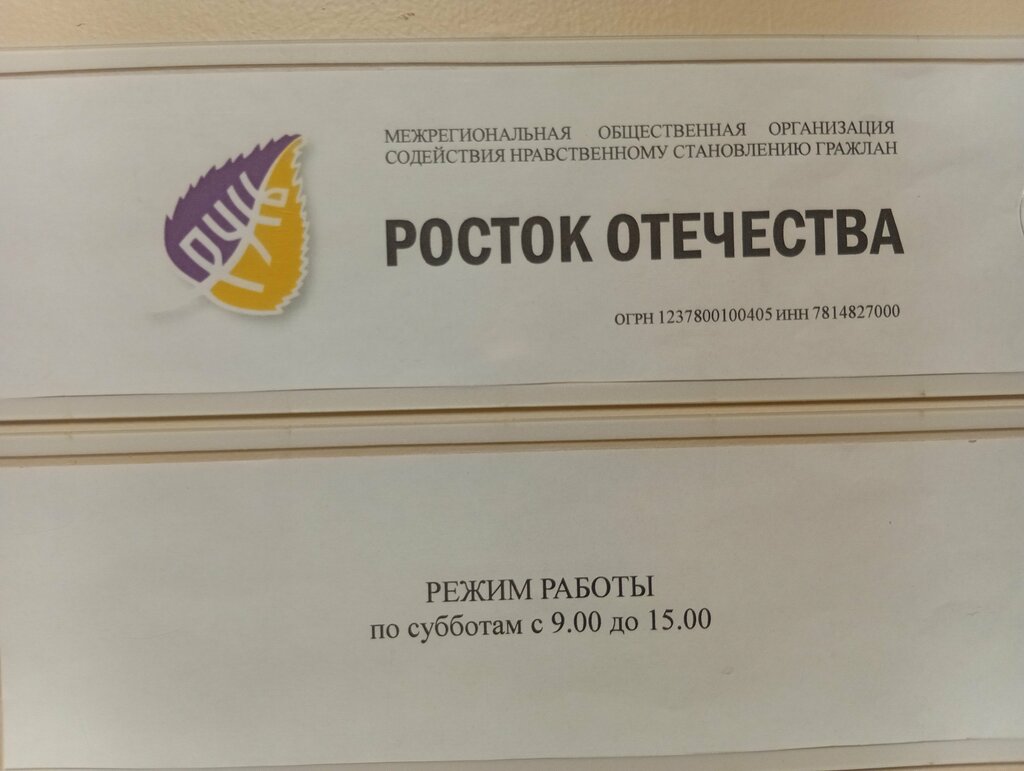 МЕЖРЕГИОНАЛЬНАЯ ОБЩЕСТВЕННАЯ ОРГАНИЗАЦИЯ
СОДЕЙСТВИЯ НРАВСТВЕННОМУ СТАНОВЛЕНИЮ ГРАЖЛАН
РОСТОК ОТЕЧЕСТВА
ОГРН 1237800100405 ИНН 7814827000
РЕЖИМ РАБОТЫ
по субботам с 9.00 до 15.00